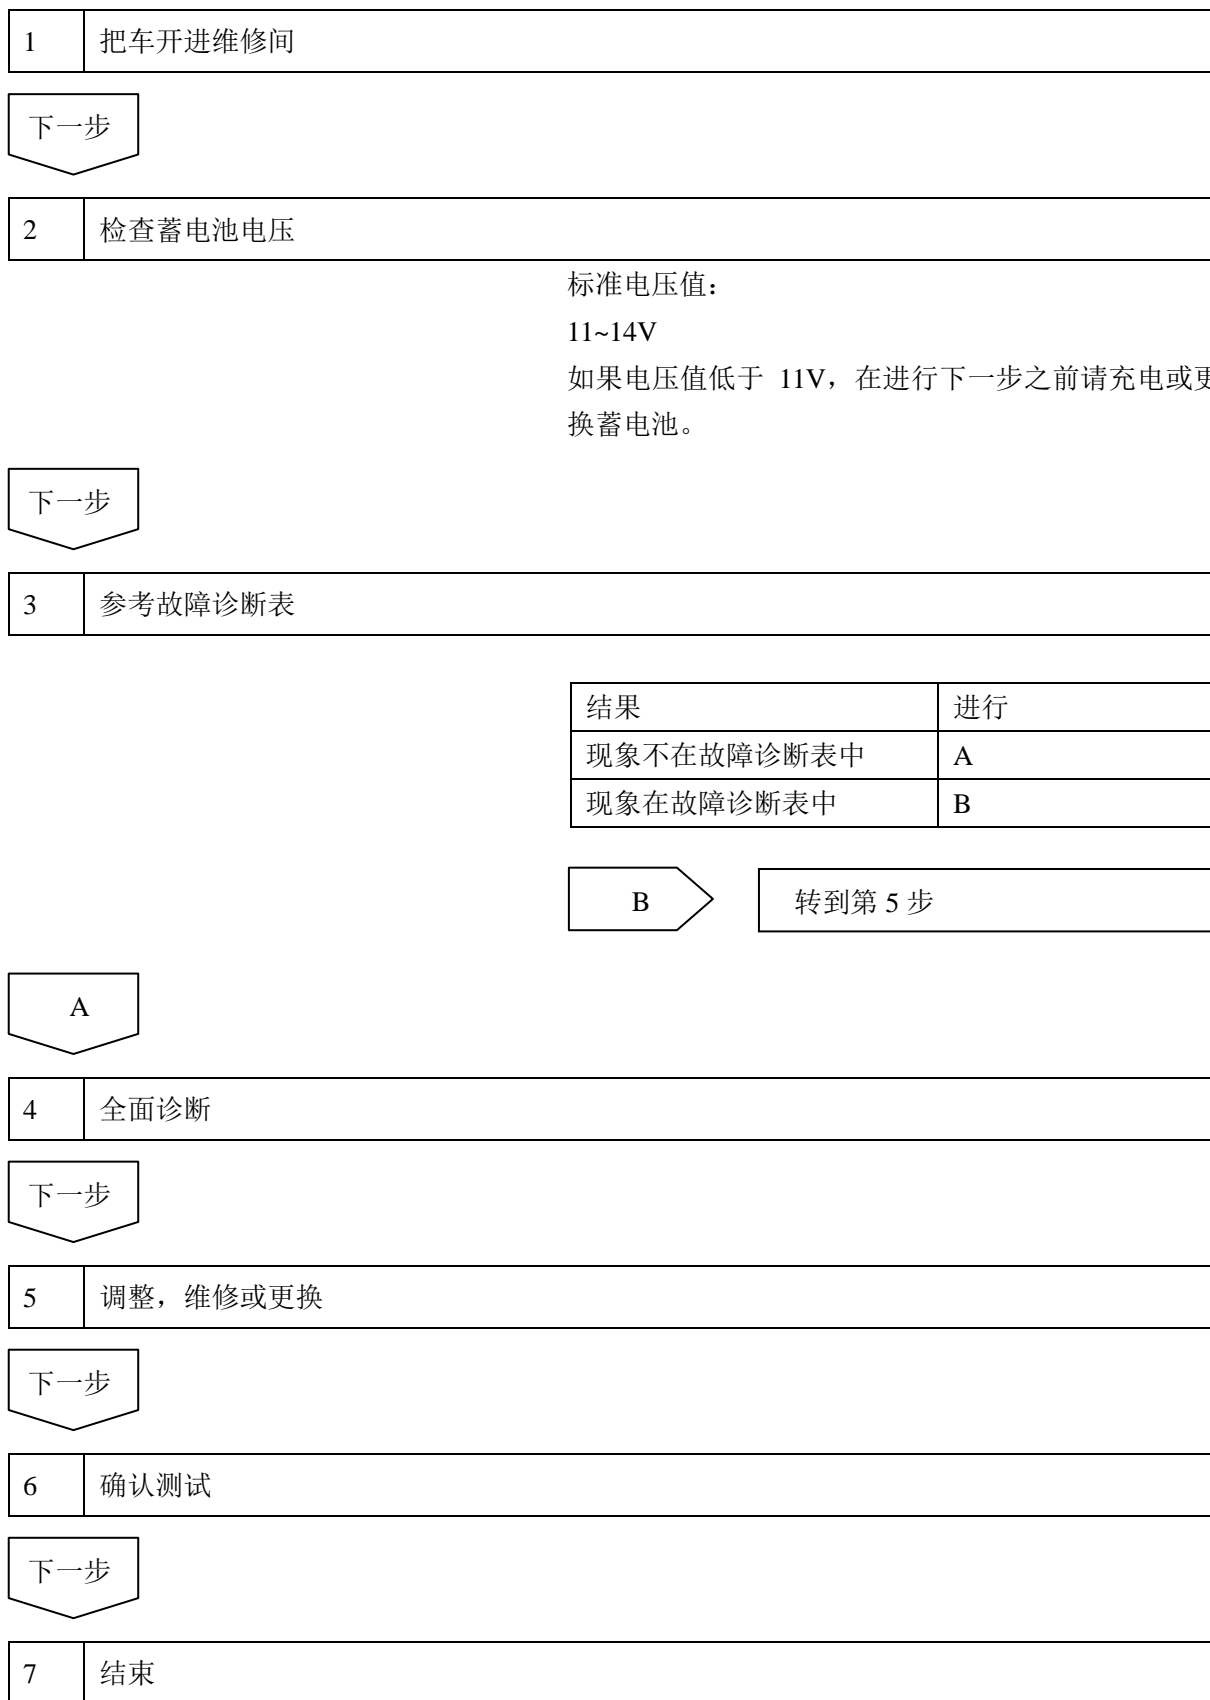 1 把车开进维修间
下一步
2 检查蓄电池电压
标准电压值：
11~14V
如果电压值低于 11V，在进行下一步之前请充电或更
换蓄电池。
下一步
3 参考故障诊断表
结果 进行
现象不在故障诊断表中 A
现象在故障诊断表中 B
B 转到第 5 步
A
4 全面诊断
下一步
5 调整，维修或更换
下一步
6 确认测试
下一步
7 结束